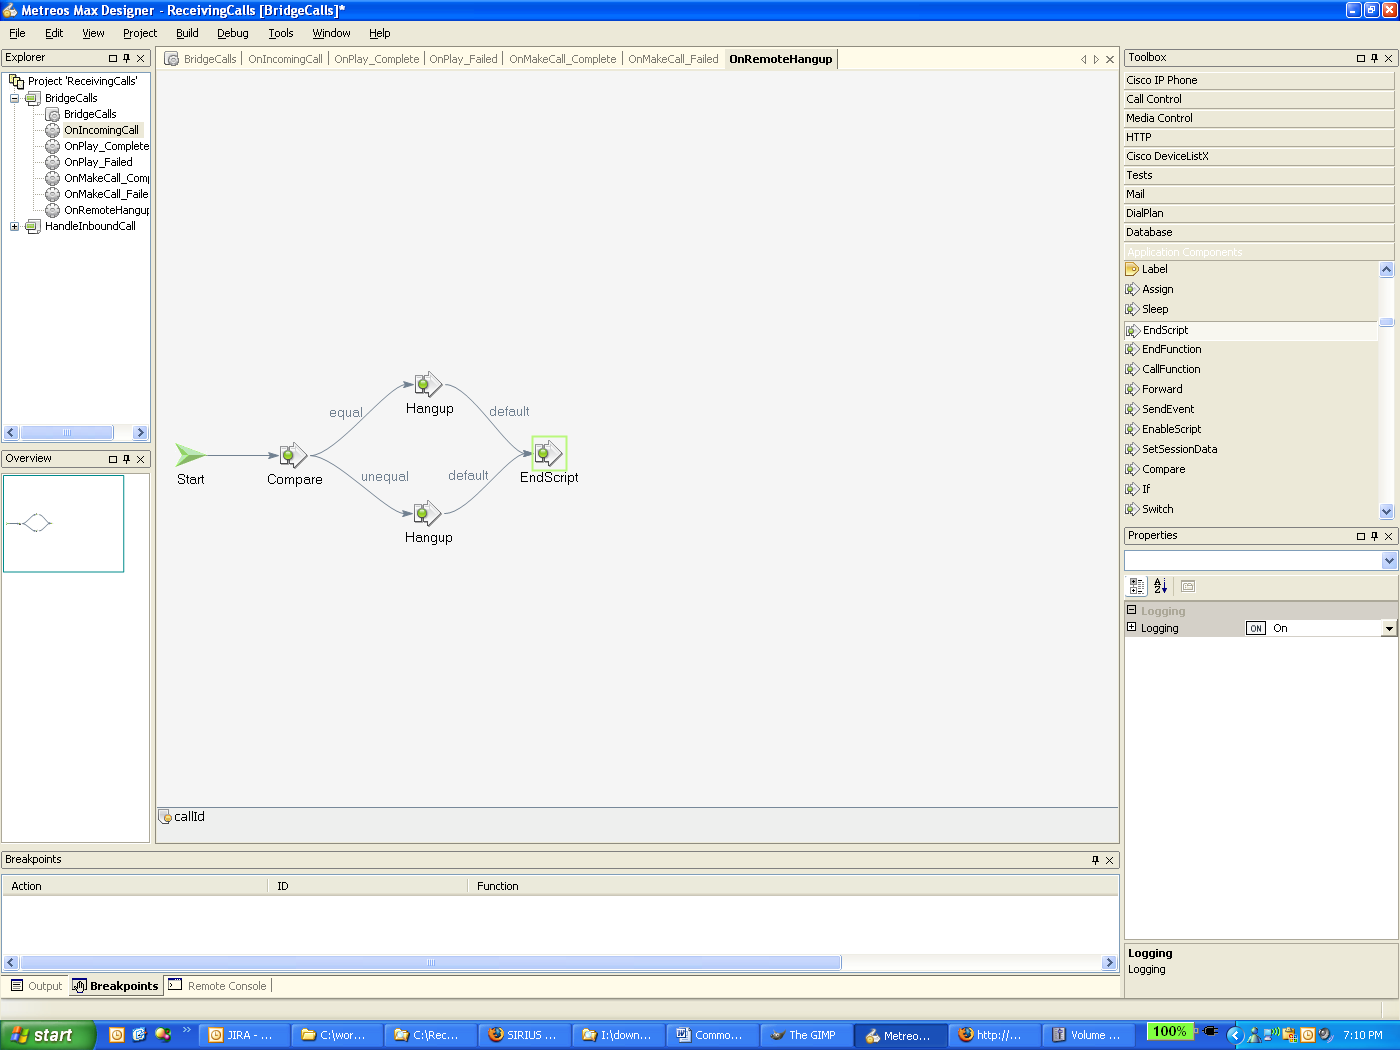 Metreos Max Designer - ReceivingCalls [BridgeCalls]*
File Edit View Project Build Debug Tools Window Help
Explorer
Project 'ReceivingCalls'
BridgeCalls
BridgeCalls
OnIncomingCall
OnPlay_Complete
OnPlay_Failed
OnMakeCall_Comp
OnMakeCall_Faile
OnRemoteHangup
HandleInboundCall
Overview
BridgeCalls OnIncomingCall OnPlay_Complete OnPlay_Failed OnMakeCall_Complete OnMakeCall_Failed OnRemoteHangup
Hangup
equal
default
Start
Compare
unequal
default
EndScript
Hangup
callId
Toolbox
Cisco IP Phone
Call Control
Media Control
HTTP
Cisco DeviceListX
Tests
Mail
DialPlan
Database
Application Components
Label
Assign
Sleep
EndScript
EndFunction
CallFunction
Forward
SendEvent
EnableScript
SetSessionData
Compare
If
Switch
Properties
Logging
Logging ON On
Logging
Logging
Breakpoints
Action ID Function
Output Breakpoints Remote Console
start
JIRA - ...
C:\wor...
C:\Rec...
SIRIUS ...
I:\down...
Commo...
The GIMP
Metreo...
http://...
Volume ...
100%
7:10 PM